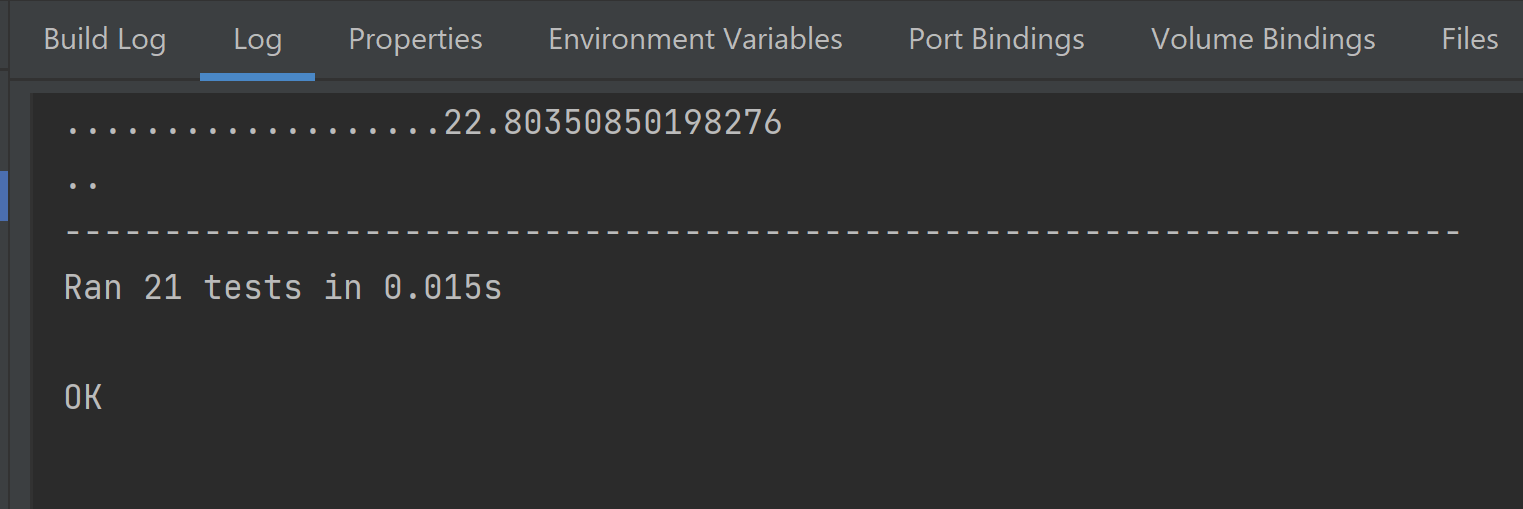 Build Log Log Properties Environment Variables Port Bindings Volume Bindings Files
...................22.80350850198276
..
----------------------------------------------------------------------
Ran 21 tests in 0.015s
OK